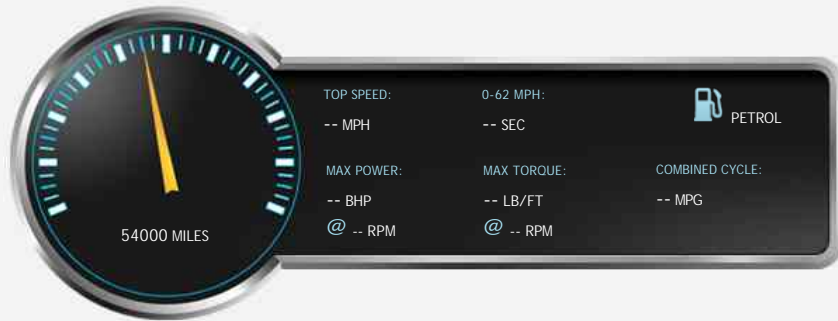 TOP SPEED:
-- MPH
0-62 MPH:
-- SEC
PETROL
MAX POWER:
-- BHP
@ -- RPM
MAX TORQUE:
-- LB/FT
@ -- RPM
COMBINED CYCLE:
-- MPG
54000 MILES